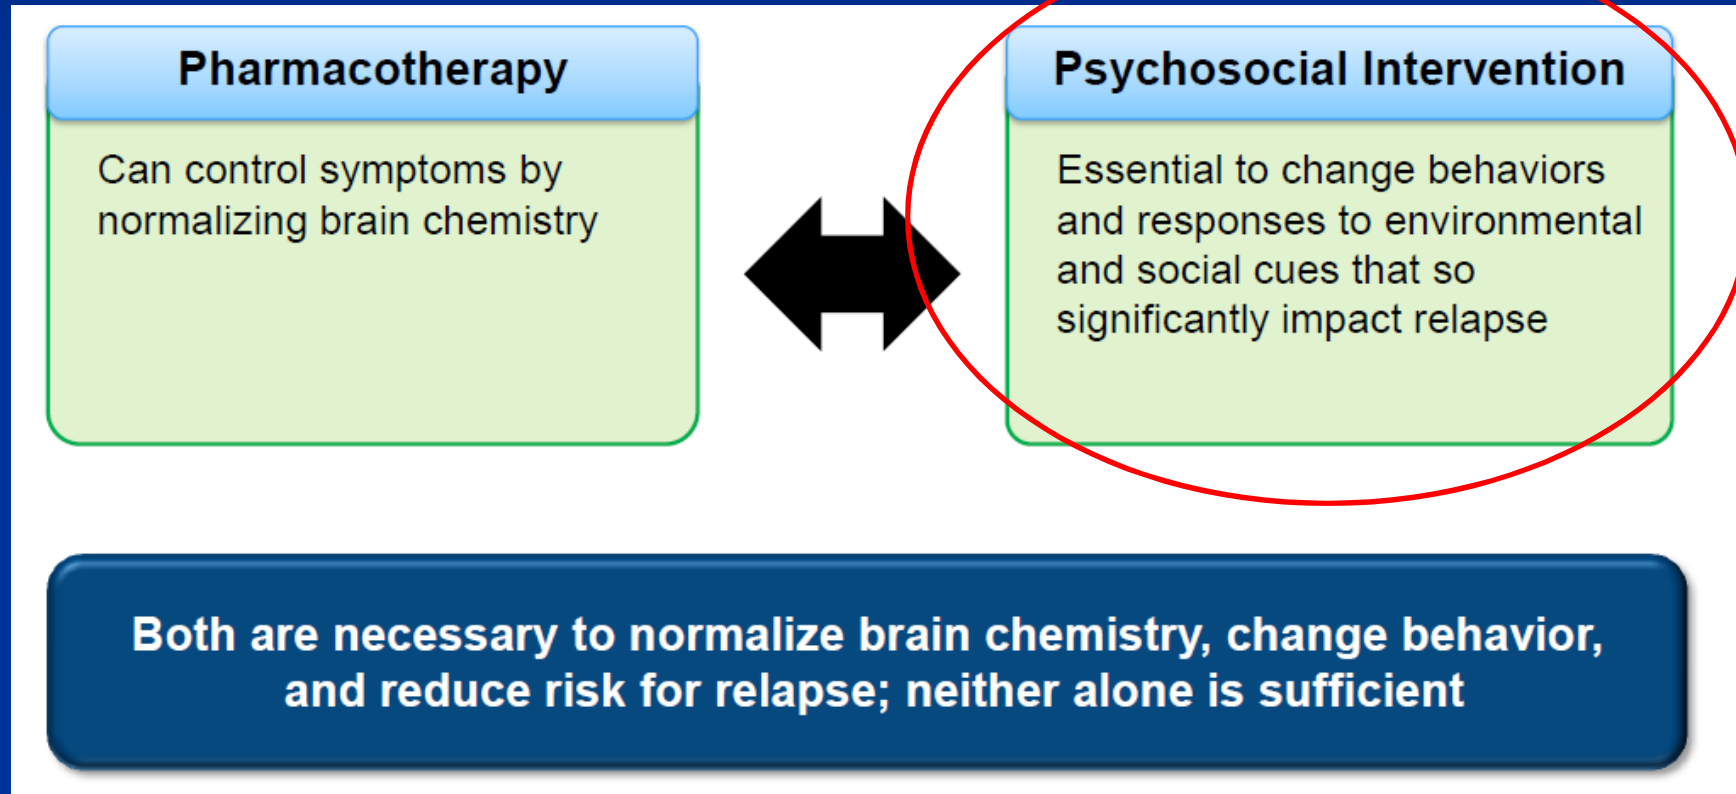 Pharmacotherapy
Can control symptoms by
normalizing brain chemistry
Psychosocial Intervention
Essential to change behaviors
and responses to environmental
and social cues that so
significantly impact relapse
Both are necessary to normalize brain chemistry, change behavior,
and reduce risk for relapse; neither alone is sufficient